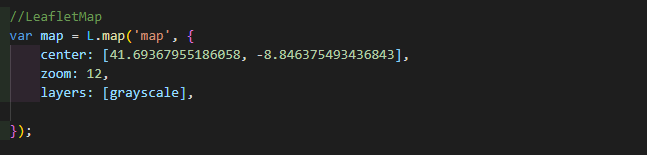 //LeafletMap
var map = L.map('map', {
    center: [41.69367955186058, -8.846375493436843],
    zoom: 12,
    layers: [grayscale],
});